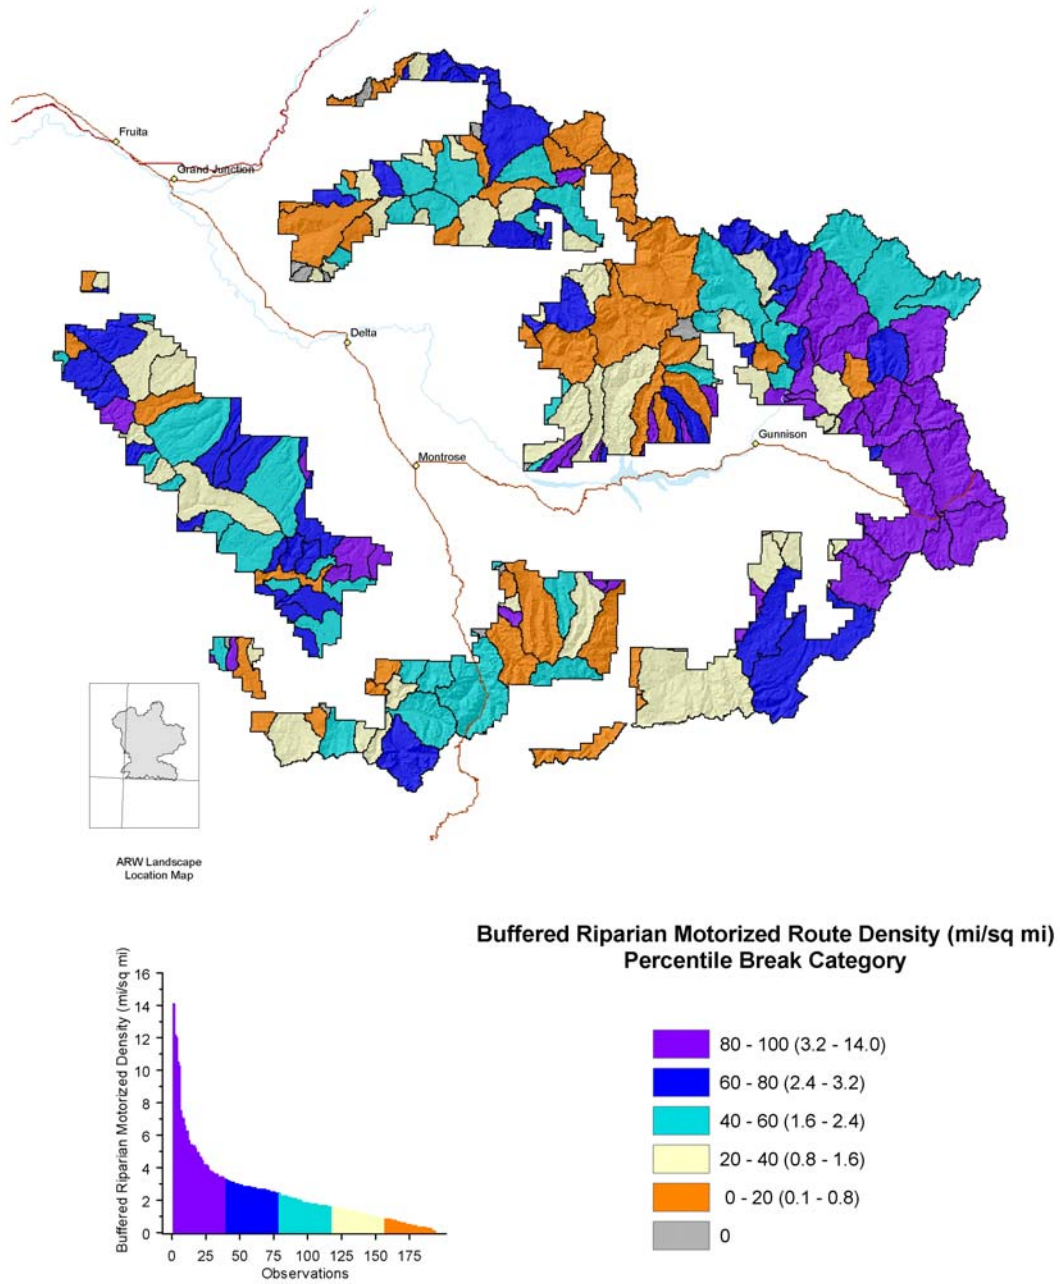 Fruita
Grand Junction
Delta
Montrose
Gunnison
ARW Landscape
Location Map
Buffered Riparian Motorized Route Density (mi/sq mi)
Percentile Break Category
80 - 100 (3.2 - 14.0)
60 - 80 (2.4 - 3.2)
40 - 60 (1.6 - 2.4)
20 - 40 (0.8 - 1.6)
0 - 20 (0.1 - 0.8)
0
Buffered Riparian Motorized Density (mi/sq mi)
16
14
12
10
8
6
4
2
0
0 25 50 75 100 125 150 175
Observations